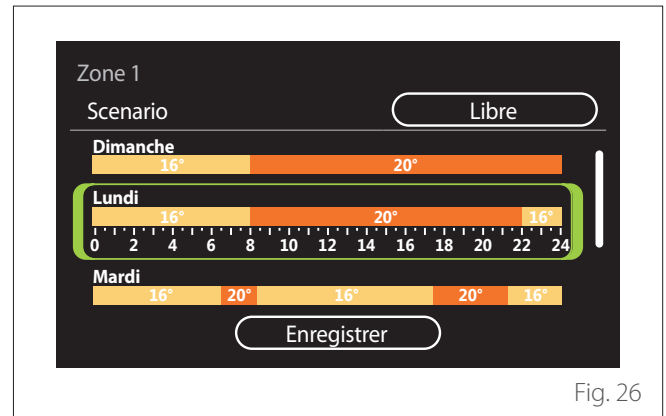 Zone 1
Scenario Libre
Dimanche
16° 20°
Lundi
16° 20° 16°
0 2 4 6 8 10 12 14 16 18 20 22 24
Mardi
16° 20° 16° 20° 16°
Enregistrer
Fig. 26